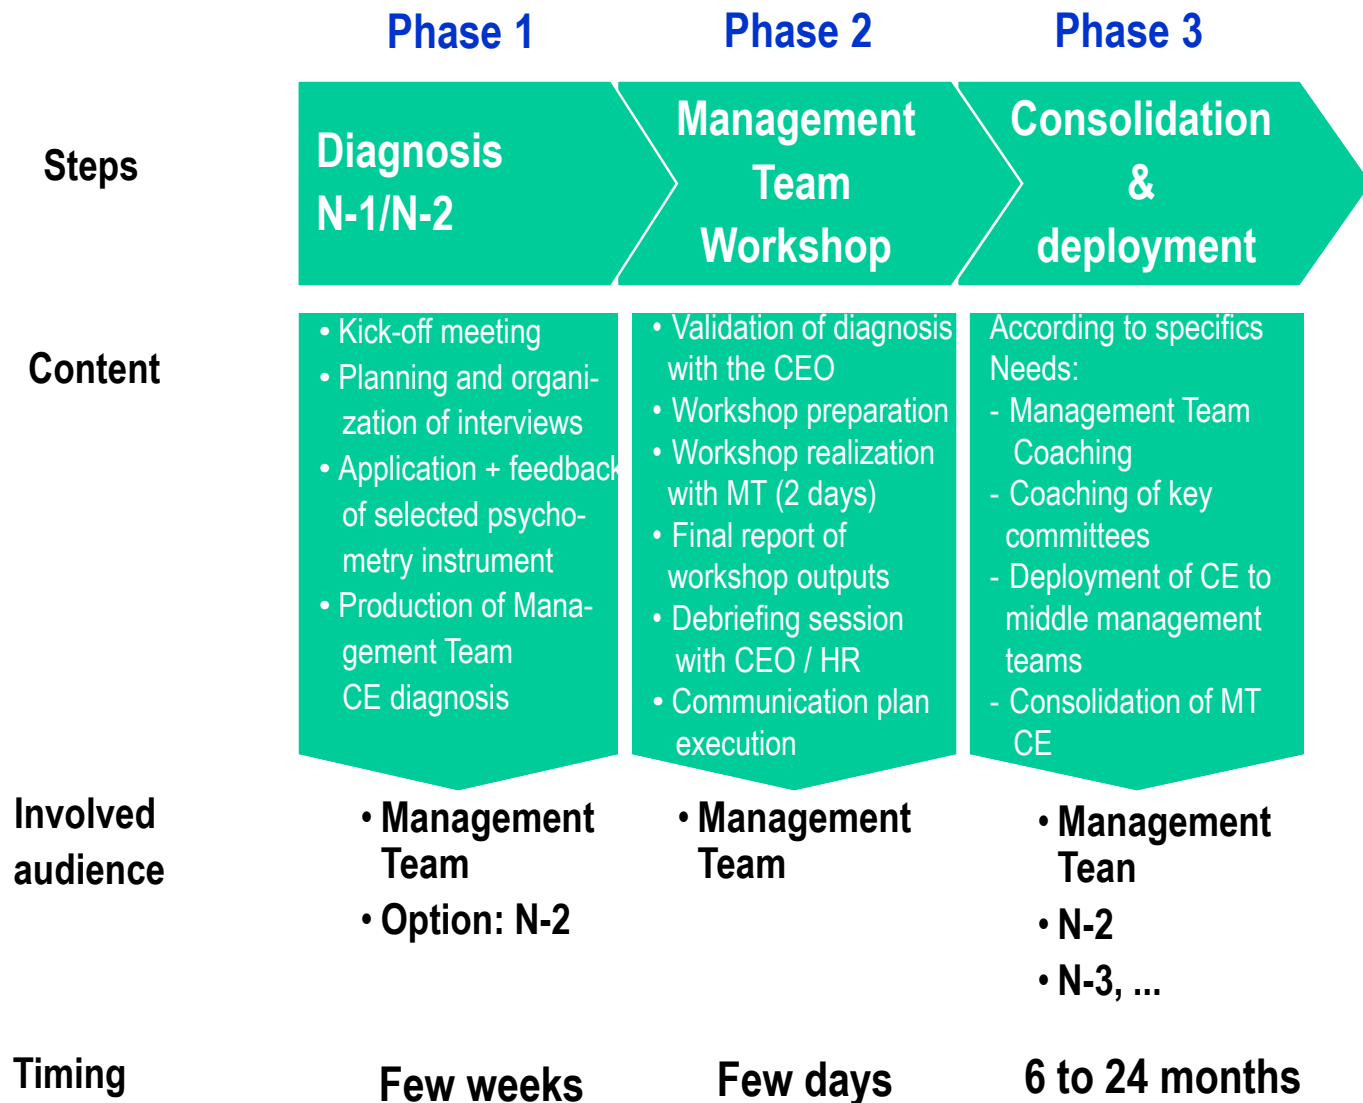 Phase 1
Phase 2
Phase 3
Steps
Diagnosis
N-1/N-2
Management
Team
Workshop
Consolidation
&
deployment
Content
• Kick-off meeting
• Planning and organi-
zation of interviews
• Application + feedback
of selected psycho-
metry instrument
• Production of Mana-
gement Team
CE diagnosis
• Validation of diagnosis
with the CEO
• Workshop preparation
• Workshop realization
with MT (2 days)
• Final report of
workshop outputs
• Debriefing session
with CEO / HR
• Communication plan
execution
According to specifics
Needs:
- Management Team
Coaching
- Coaching of key
committees
- Deployment of CE to
middle management
teams
- Consolidation of MT
CE
Involved
audience
• Management
Team
• Option: N-2
• Management
Team
• Management
Tean
• N-2
• N-3, ...
Timing
Few weeks
Few days
6 to 24 months